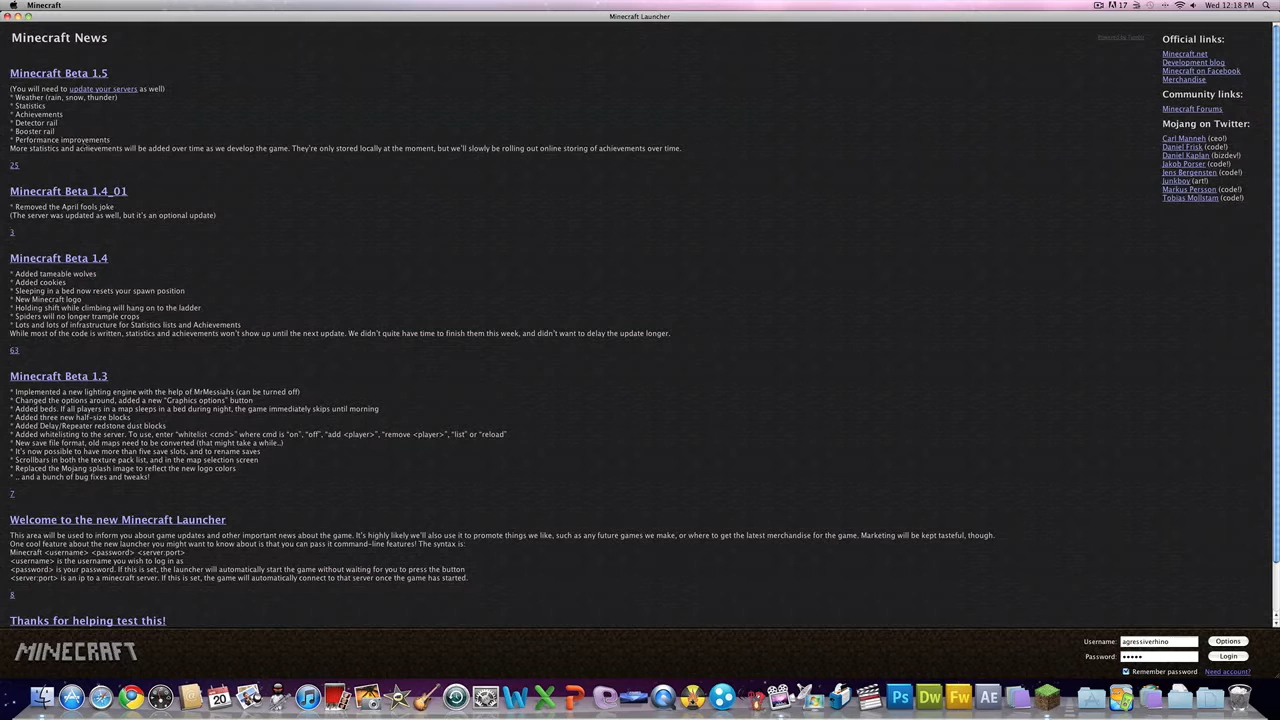 Minecraft
17
Wed 12:18 PM
Minecraft Launcher
Minecraft News
Powered by Tumblr
Minecraft Beta 1.5
(You will need to update your servers as well)
* Weather (rain, snow, thunder)
* Statistics
* Achievements
* Detector rail
* Booster rail
* Performance improvements
More statistics and achievements will be added over time as we develop the game. They're only stored locally at the moment, but we'll slowly be rolling out online storing of achievements over time.
25
Minecraft Beta 1.4_01
* Removed the April fools joke
(The server was updated as well, but it's an optional update)
3
Minecraft Beta 1.4
* Added tameable wolves
* Added cookies
* Sleeping in a bed now resets your spawn position
* New Minecraft logo
* Holding shift while climbing will hang on to the ladder
* Spiders will no longer trample crops
* Lots and lots of infrastructure for Statistics lists and Achievements
While most of the code is written, statistics and achievements won't show up until the next update. We didn't quite have time to finish them this week, and didn't want to delay the update longer.
63
Minecraft Beta 1.3
* Implemented a new lighting engine with the help of MrMessiahs (can be turned off)
* Changed the options around, added a new "Graphics options" button
* Added beds. If all players in a map sleeps in a bed during night, the game immediately skips until morning
* Added three new half-size blocks
* Added Delay/Repeater redstone dust blocks
* Added whitelisting to the server. To use, enter "whitelist <cmd>" where cmd is "on", "off", "add <player>", "remove <player>", "list" or "reload"
* New save file format, old maps need to be converted (that might take a while..)
* It's now possible to have more than five save slots, and to rename saves
* Scrollbars in both the texture pack list, and in the map selection screen
* Replaced the Mojang splash image to reflect the new logo colors
* .. and a bunch of bug fixes and tweaks!
7
Welcome to the new Minecraft Launcher
This area will be used to inform you about game updates and other important news about the game. It's highly likely we'll also use it to promote things we like, such as any future games we make, or where to get the latest merchandise for the game. Marketing will be kept tasteful, though.
One cool feature about the new launcher you might want to know about is that you can pass it command-line features! The syntax is:
Minecraft <username> <password> <server:port>
<username> is the username you wish to log in as
<password> is your password. If this is set, the launcher will automatically start the game without waiting for you to press the button
<server:port> is an ip to a minecraft server. If this is set, the game will automatically connect to that server once the game has started.
8
Thanks for helping test this!
Official links:
Minecraft.net
Development blog
Minecraft on Facebook
Merchandise
Community links:
Minecraft Forums
Mojang on Twitter:
Carl Manneh (ceo!)
Daniel Frisk (code!)
Daniel Kaplan (bizdev!)
Jakob Porser (code!)
Jens Bergensten (code!)
Junkboy (art!)
Markus Persson (code!)
Tobias Mollstam (code!)
MINECRAFT
Username: agressiverhino
Options
Password: •••••
Login
Remember password
Need account?
20
Ps
Dw
Fw
AE